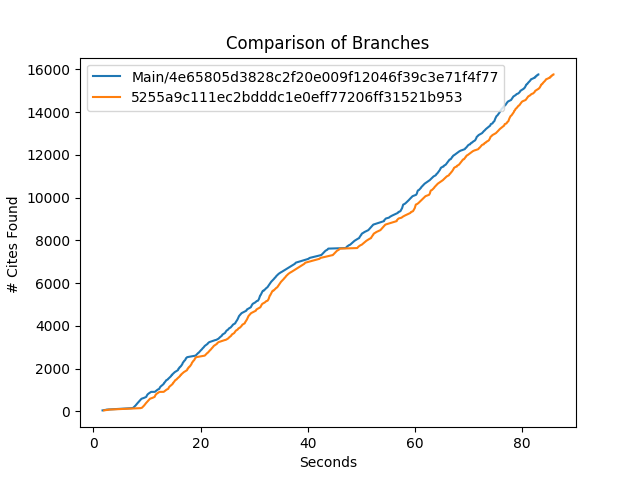 Comparison of Branches
Main/4e65805d3828c2f20e009f12046f39c3e71f4f77
5255a9c111ec2bdddc1e0eff77206ff31521b953
# Cites Found
16000
14000
12000
10000
8000
6000
4000
2000
0
0 20 40 60 80
Seconds